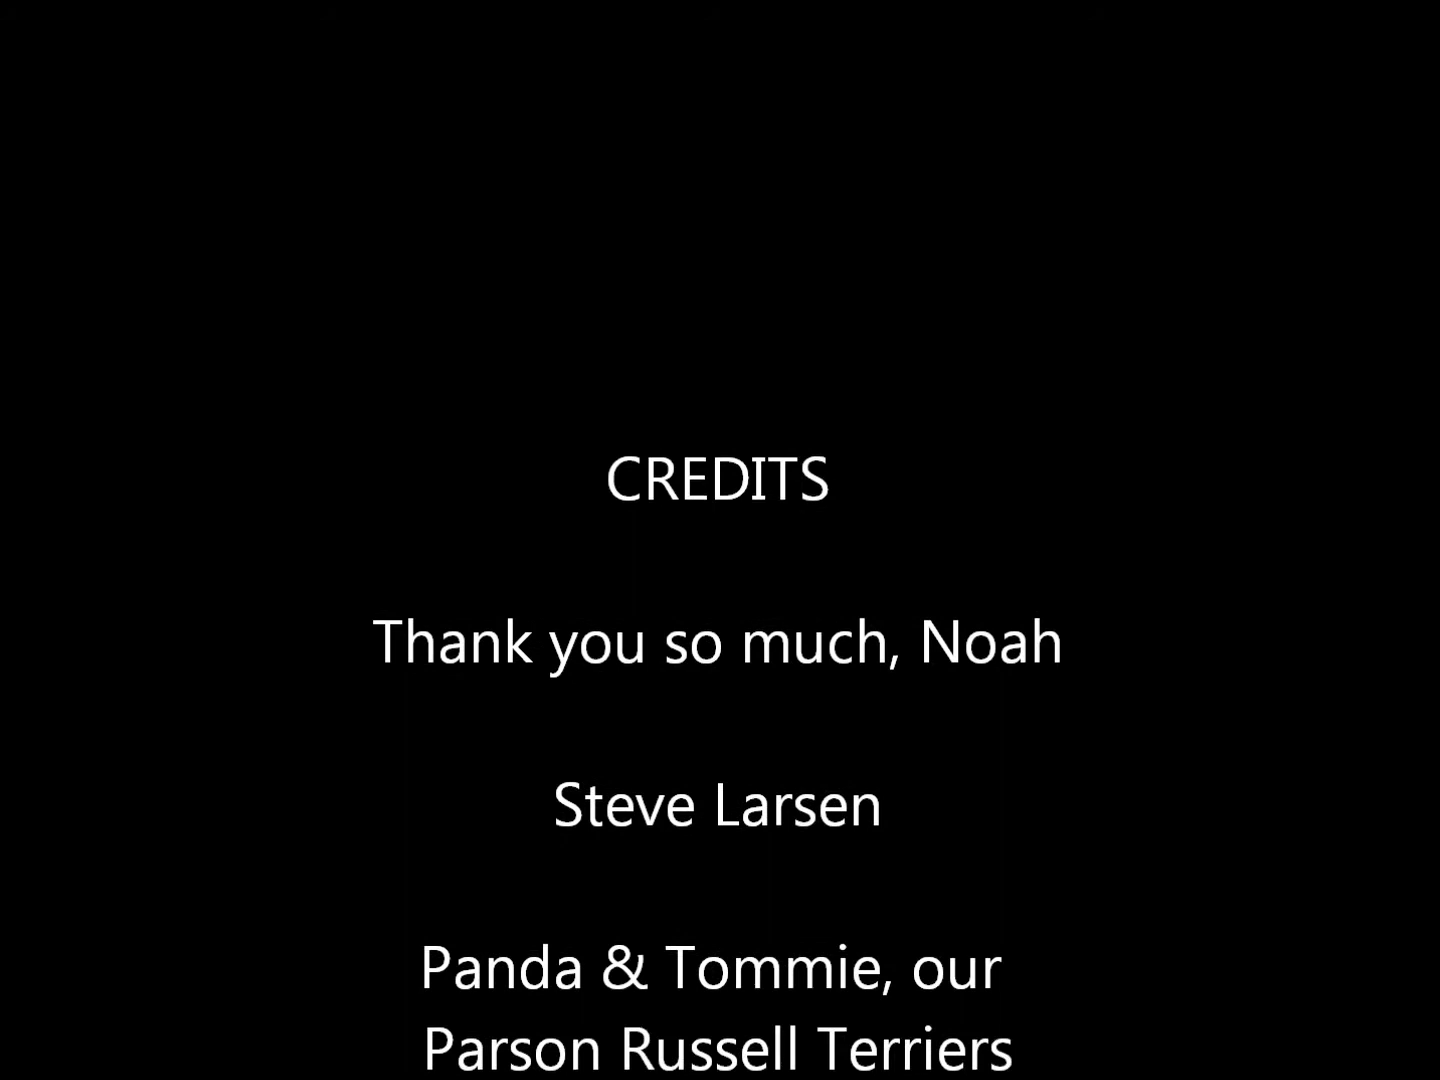 CREDITS
Thank you so much, Noah
Steve Larsen
Panda & Tommie, our
Parson Russell Terriers